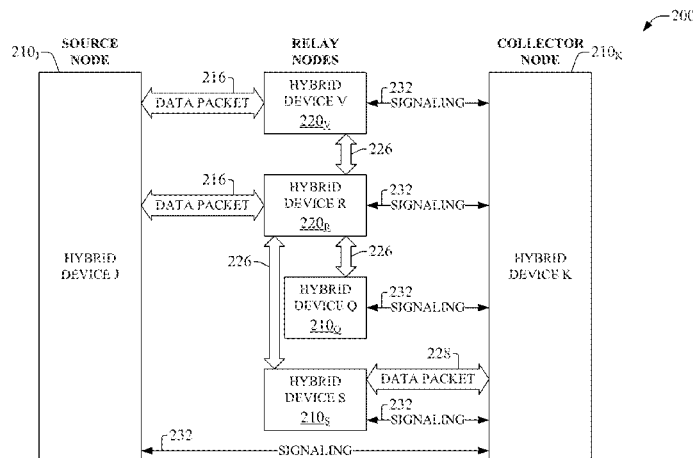 200
SOURCE NODE
RELAY NODES
COLLECTOR NODE
210J
210K
216
DATA PACKET
HYBRID DEVICE V
220V
232
SIGNALING
226
216
DATA PACKET
HYBRID DEVICE R
220R
232
SIGNALING
HYBRID DEVICE J
226
226
HYBRID DEVICE Q
210Q
232
SIGNALING
HYBRID DEVICE K
HYBRID DEVICE S
210S
228
DATA PACKET
232
SIGNALING
232
SIGNALING